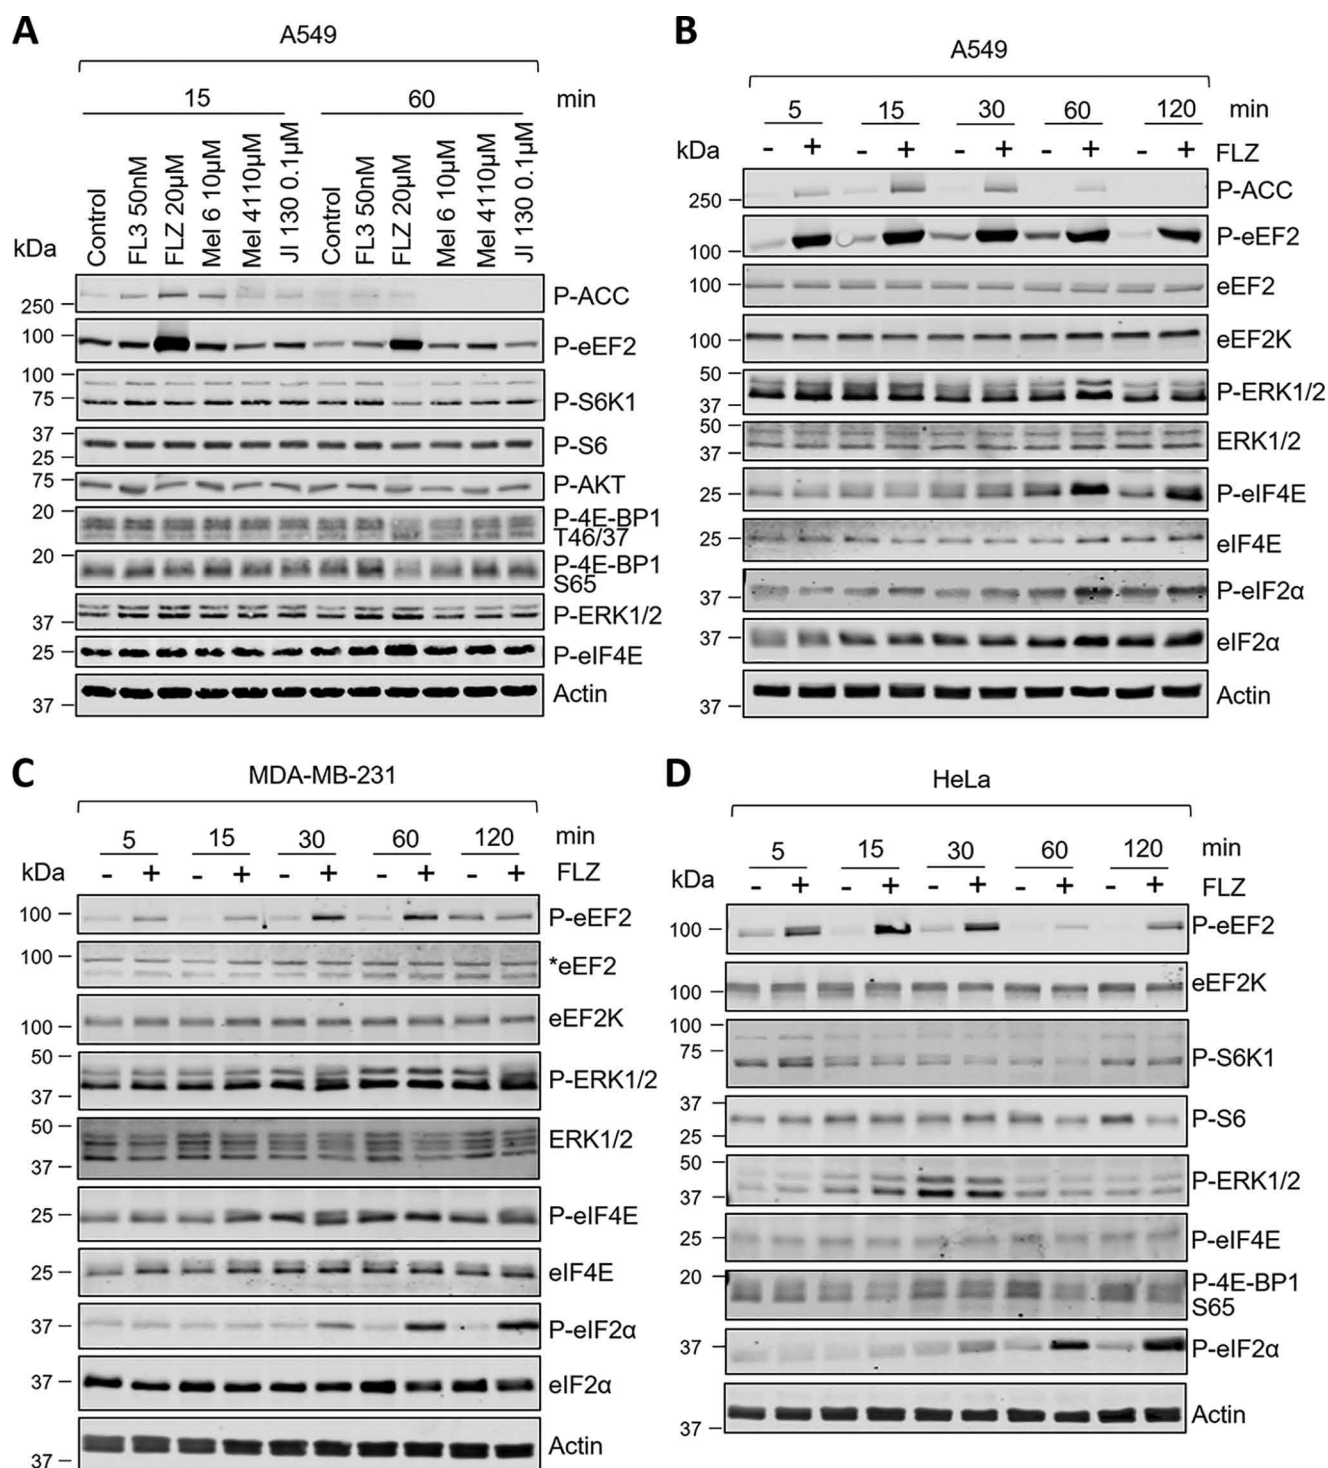 A
A549
15 60 min
kDa Control FL3 50nM FLZ 20µM Mel 6 10µM Mel 4110µM JI 130 0.1µM Control FL3 50nM FLZ 20µM Mel 6 10µM Mel 4110µM JI 130 0.1µM
250 P-ACC
100 P-eEF2
100
75 P-S6K1
37
25 P-S6
75 P-AKT
20 P-4E-BP1
T46/37
20 P-4E-BP1
S65
37 P-ERK1/2
25 P-eIF4E
37 Actin
B
A549
5 15 30 60 120 min
kDa - + - + - + - + - + FLZ
250 P-ACC
100 P-eEF2
100 eEF2
100 eEF2K
50
37 P-ERK1/2
50
37 ERK1/2
25 P-eIF4E
25 eIF4E
37 P-eIF2α
37 eIF2α
37 Actin
C
MDA-MB-231
5 15 30 60 120 min
kDa - + - + - + - + - + FLZ
100 P-eEF2
100 *eEF2
100 eEF2K
50
37 P-ERK1/2
50
37 ERK1/2
25 P-eIF4E
25 eIF4E
37 P-eIF2α
37 eIF2α
37 Actin
D
HeLa
5 15 30 60 120 min
kDa - + - + - + - + - + FLZ
100 P-eEF2
100 eEF2K
100
75 P-S6K1
37
25 P-S6
50
37 P-ERK1/2
25 P-eIF4E
20 P-4E-BP1
S65
37 P-eIF2α
37 Actin